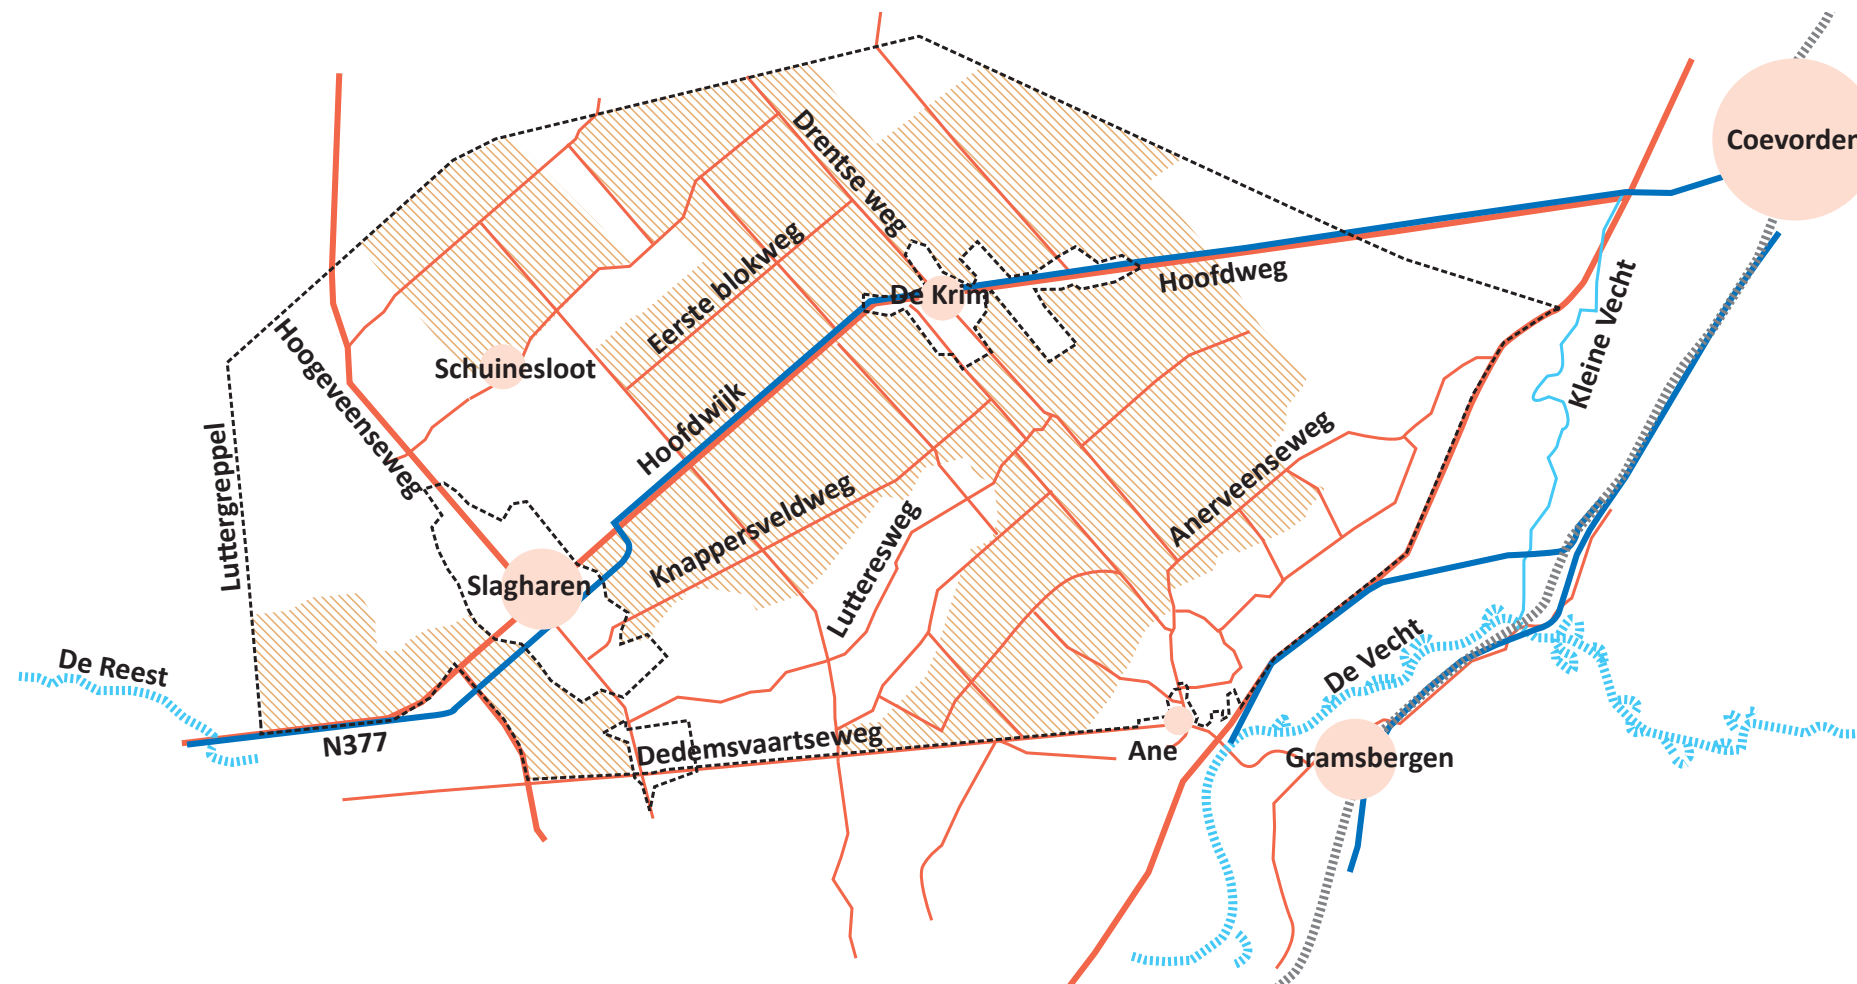 Coevorden
Drentse weg
Eerste blokweg
De Krim
Hoofdweg
Kleine Vecht
Hoogeveenseweg
Schuinesloot
Hoofdwijk
Luttergreppel
Anerveenseweg
Knappersveldweg
Lutteresweg
Slagharen
De Reest
De Vecht
N377
Dedemsvaartseweg
Ane
Gramsbergen